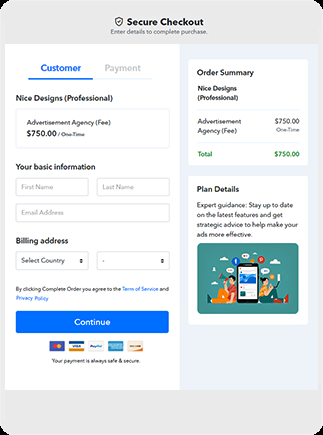 Secure Checkout
Enter details to complete purchase.
Customer
Payment
Nice Designs (Professional)
Advertisement Agency (Fee)
$750.00 / One-Time
Your basic information
First Name
Last Name
Email Address
Billing address
Select Country
-
By clicking Complete Order you agree to the Term of Service and
Privacy Policy
Continue
VISA
PayPal
Your payment is always safe & secure.
Order Summary
Nice Designs
(Professional)
Advertisement
Agency (Fee)
$750.00
One-Time
Total
$750.00
Plan Details
Expert guidance: Stay up to date
on the latest features and get
strategic advice to help make your
ads more effective.